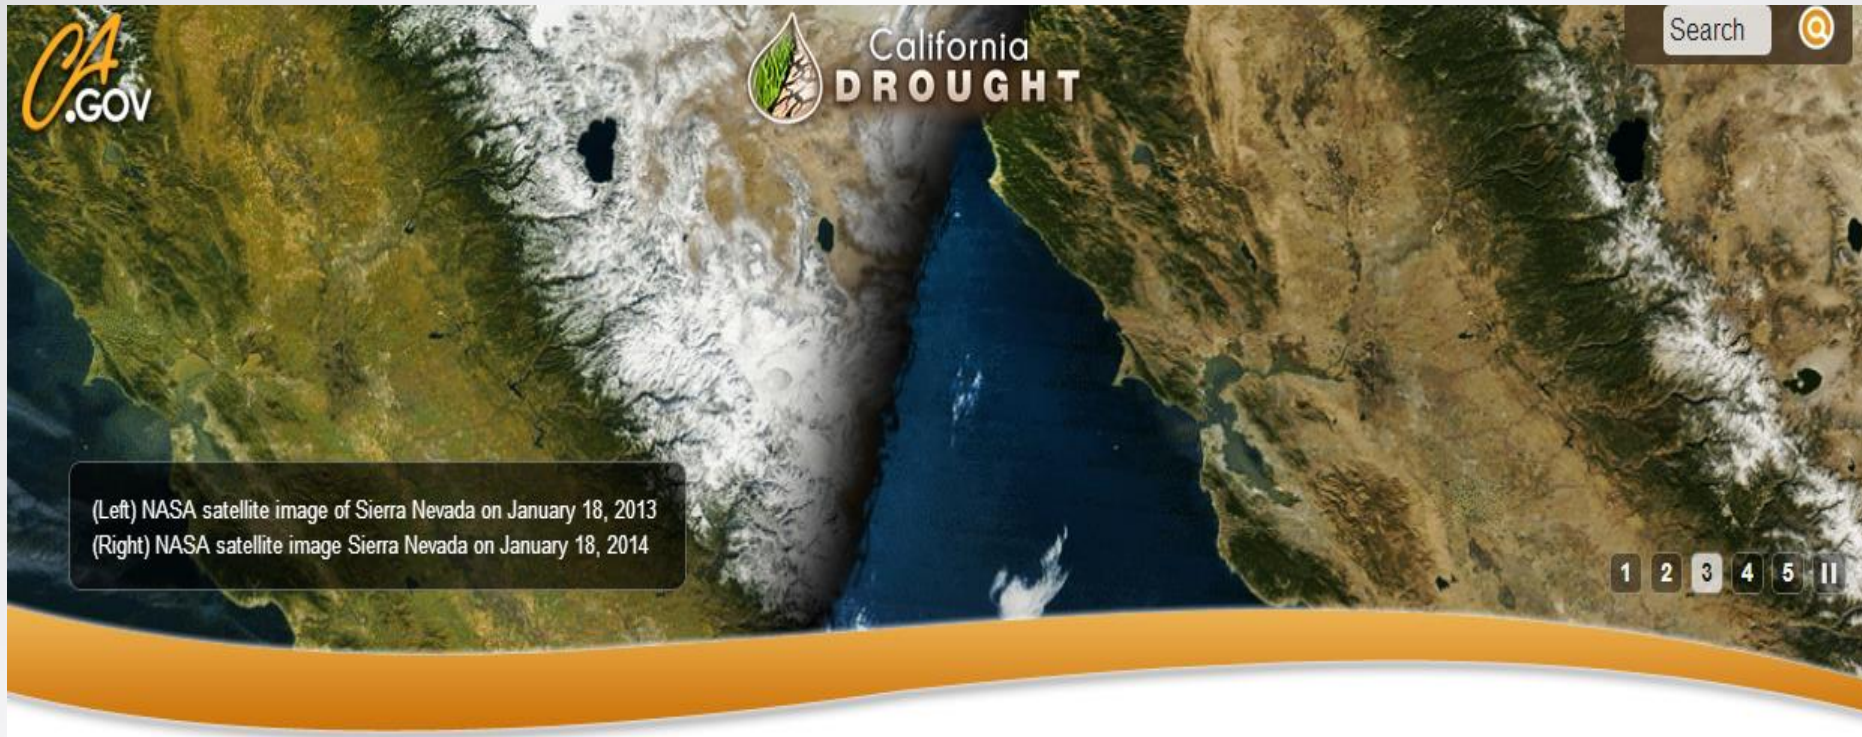 CA
.GOV
California
DROUGHT
Search
(Left) NASA satellite image of Sierra Nevada on January 18, 2013
(Right) NASA satellite image Sierra Nevada on January 18, 2014
1 2 3 4 5